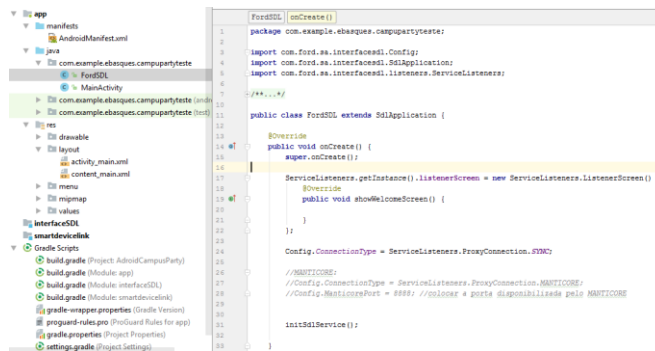 app
manifests
AndroidManifest.xml
java
com.example.ebasques.campupartyteste
FordSDL
MainActivity
com.example.ebasques.campupartyteste (andr
com.example.ebasques.campupartyteste (test)
res
drawable
layout
activity_main.xml
content_main.xml
menu
mipmap
values
interfaceSDL
smartdevicelink
Gradle Scripts
build.gradle (Project: AdroidCampusParty)
build.gradle (Module: app)
build.gradle (Module: interfaceSDL)
build.gradle (Module: smartdevicelink)
gradle-wrapper.properties (Gradle Version)
proguard-rules.pro (ProGuard Rules for app)
gradle.properties (Project Properties)
settings.gradle (Project Settings)
FordSDL onCreate()
1 package com.example.ebasques.campupartyteste;
2
3 import com.ford.sa.interfacesdl.Config;
4 import com.ford.sa.interfacesdl.SdlApplication;
5 import com.ford.sa.interfacesdl.listeners.ServiceListeners;
6
7 /**...*/
10
11 public class FordSDL extends SdlApplication {
12
13 @Override
14 public void onCreate() {
15 super.onCreate();
16
17 ServiceListeners.getInstance().listenerScreen = new ServiceListeners.ListenerScreen()
18 @Override
19 public void showWelcomeScreen() {
20
21 }
22 };
23
24 Config.ConnectionType = ServiceListeners.ProxyConnection.SYNC;
25
26 //MANTICORE:
27 //Config.ConnectionType = ServiceListeners.ProxyConnection.MANTICORE;
28 //Config.ManticorePort = 8888; //colocar a posta disponibilizada pelo MANTICORE
29
30
31 initSdlService();
32
33 }